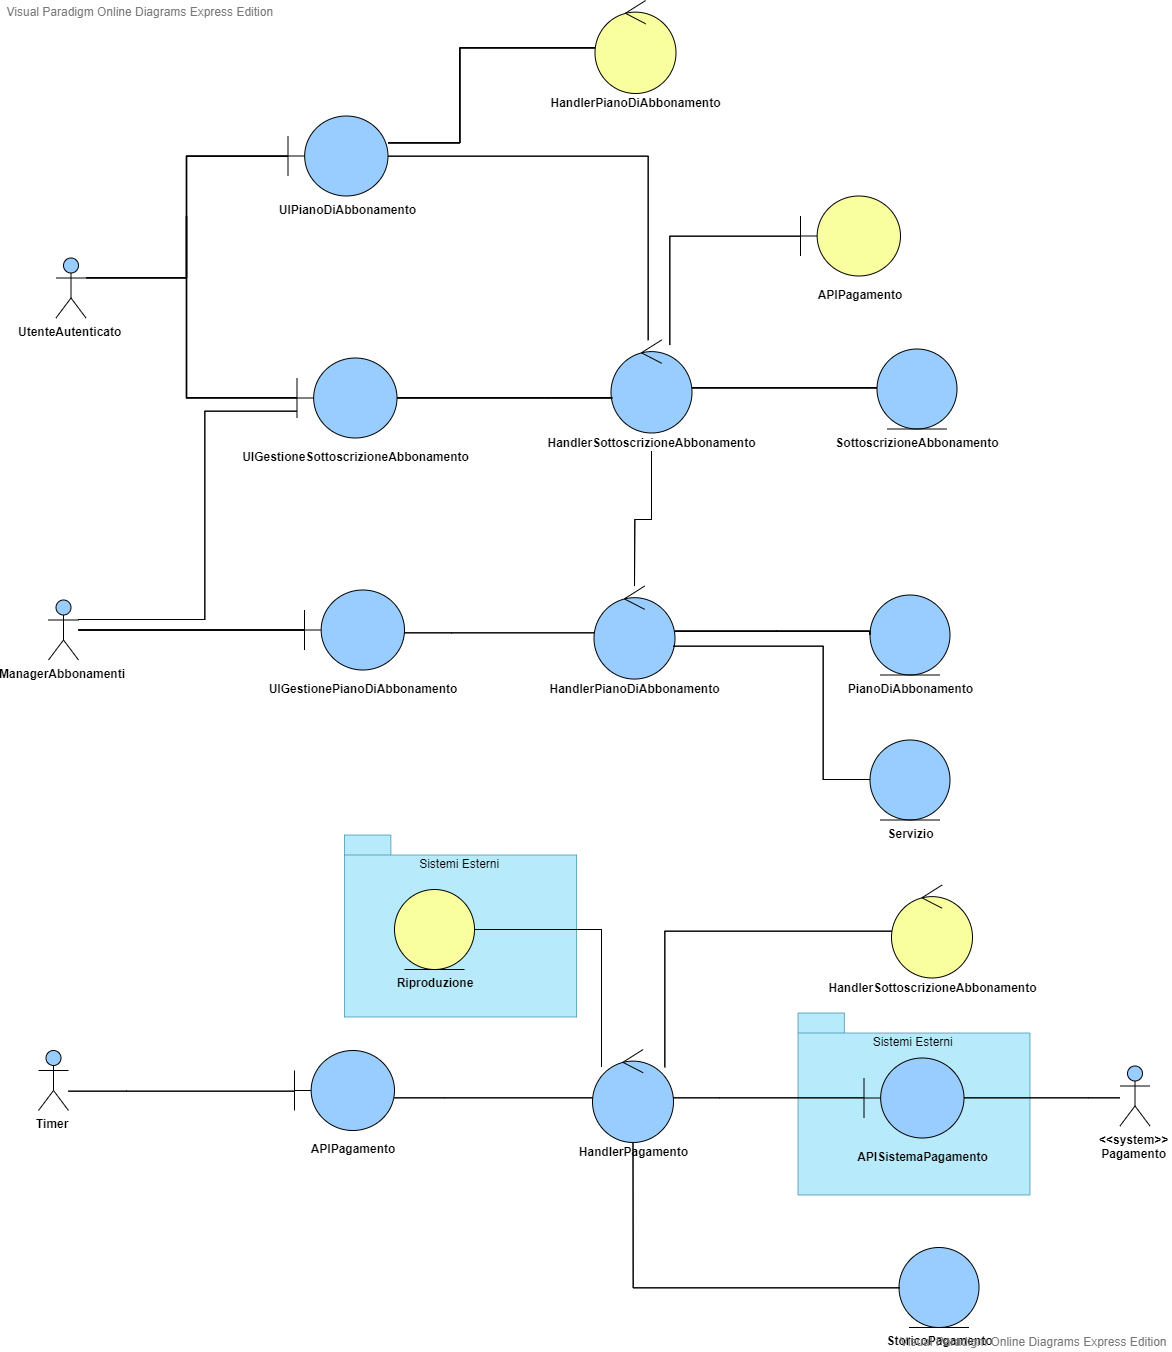 Visual Paradigm Online Diagrams Express Edition
HandlerPianoDiAbbonamento
UIPianoDiAbbonamento
APIPagamento
UtenteAutenticato
UIGestioneSottoscrizioneAbbonamento
HandlerSottoscrizioneAbbonamento
SottoscrizioneAbbonamento
ManagerAbbonamenti
UIGestionePianoDiAbbonamento
HandlerPianoDiAbbonamento
PianoDiAbbonamento
Servizio
Sistemi Esterni
Riproduzione
HandlerSottoscrizioneAbbonamento
Sistemi Esterni
Timer
APIPagamento
HandlerPagamento
APISistemaPagamento
<<system>>
Pagamento
StoricoPagamento
Visual Paradigm Online Diagrams Express Edition